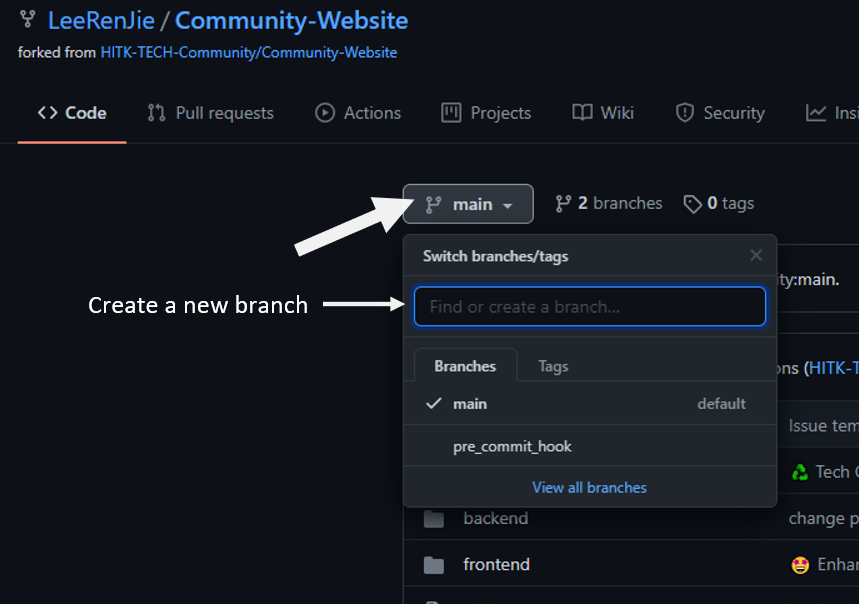 LeeRenJie / Community-Website
forked from HITK-TECH-Community/Community-Website
Code Pull requests Actions Projects Wiki Security Insi
main 2 branches 0 tags
Switch branches/tags
ity:main.
Create a new branch
Find or create a branch...
Branches Tags
ons (HITK-T
main default
Issue tem
pre_commit_hook
Tech C
View all branches
backend change p
frontend Enhan